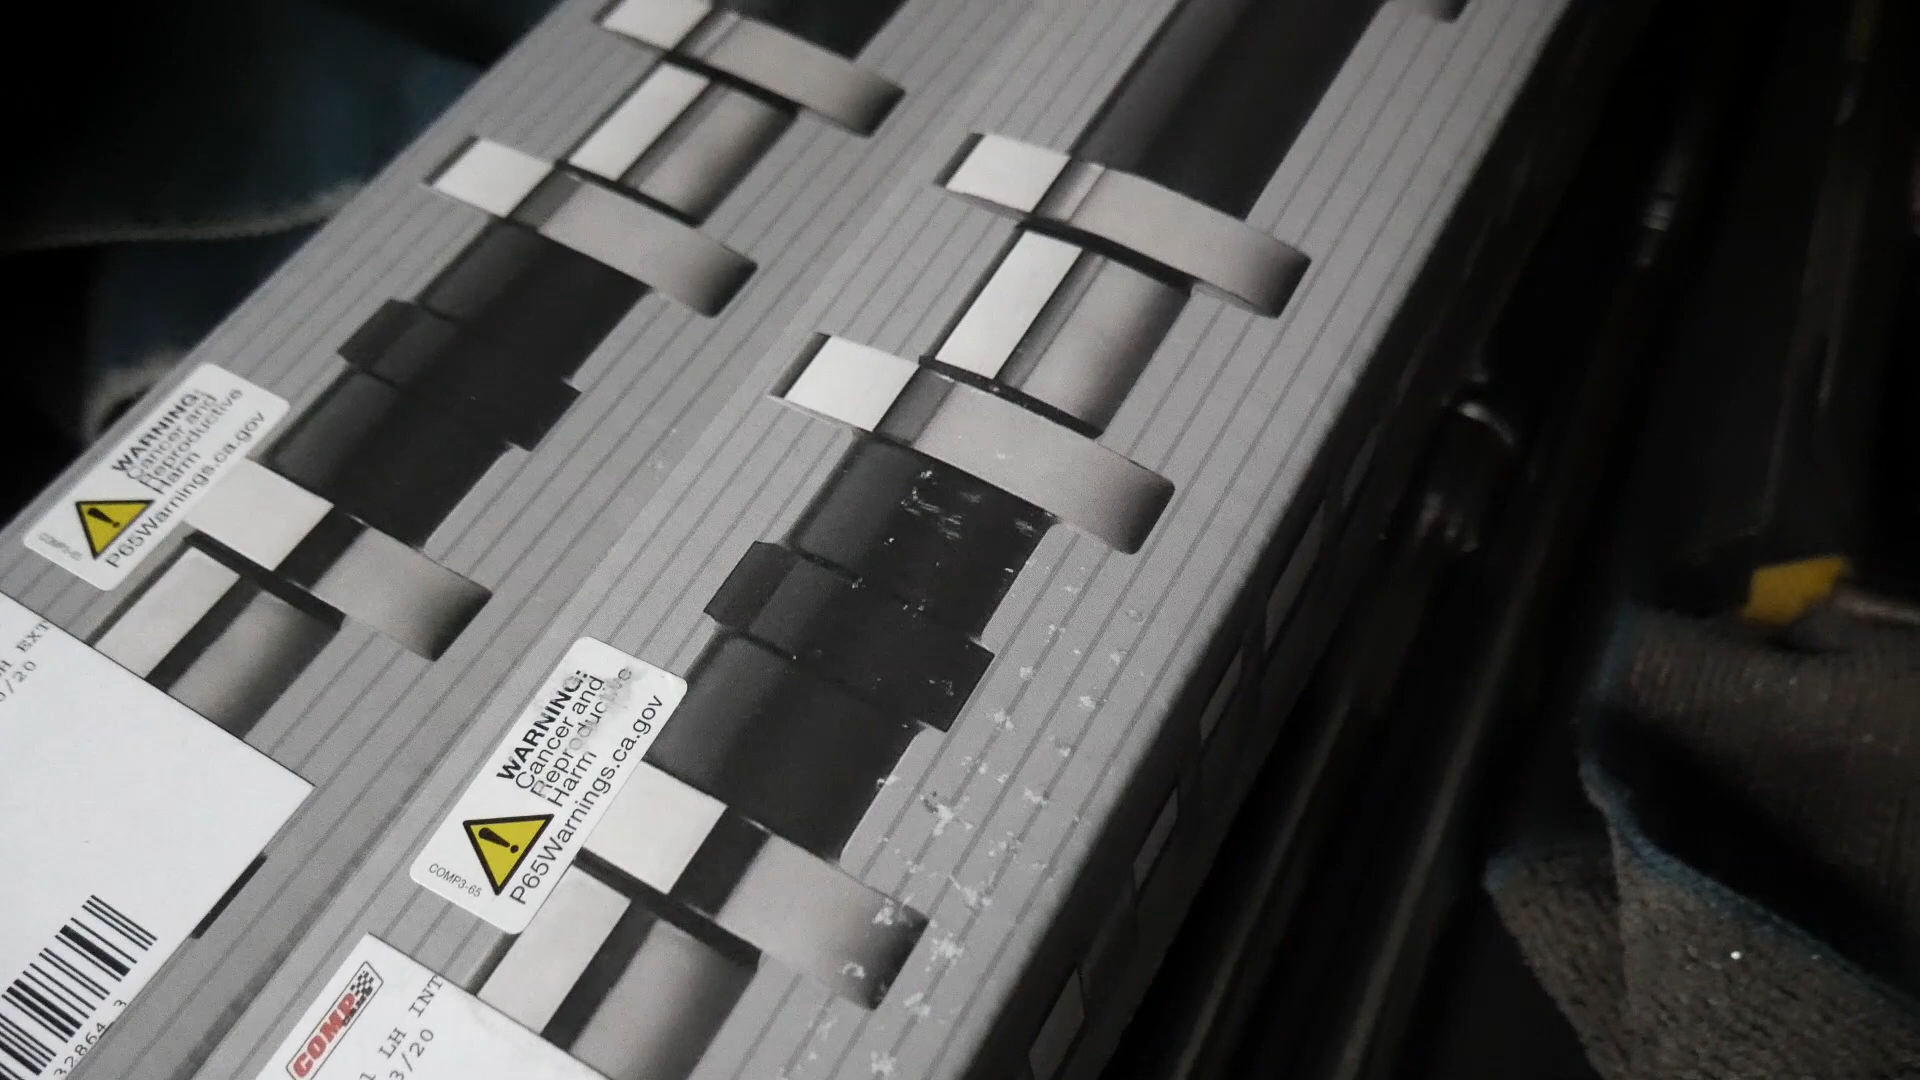 WARNING:
Cancer and
Reproductive
Harm
P65Warnings.ca.gov
COMP3-65
H EXT
/20
32864 3
WARNING:
Cancer and
Reproductive
Harm
P65Warnings.ca.gov
COMP3-65
COMP
CAMS
LH INT
3/20